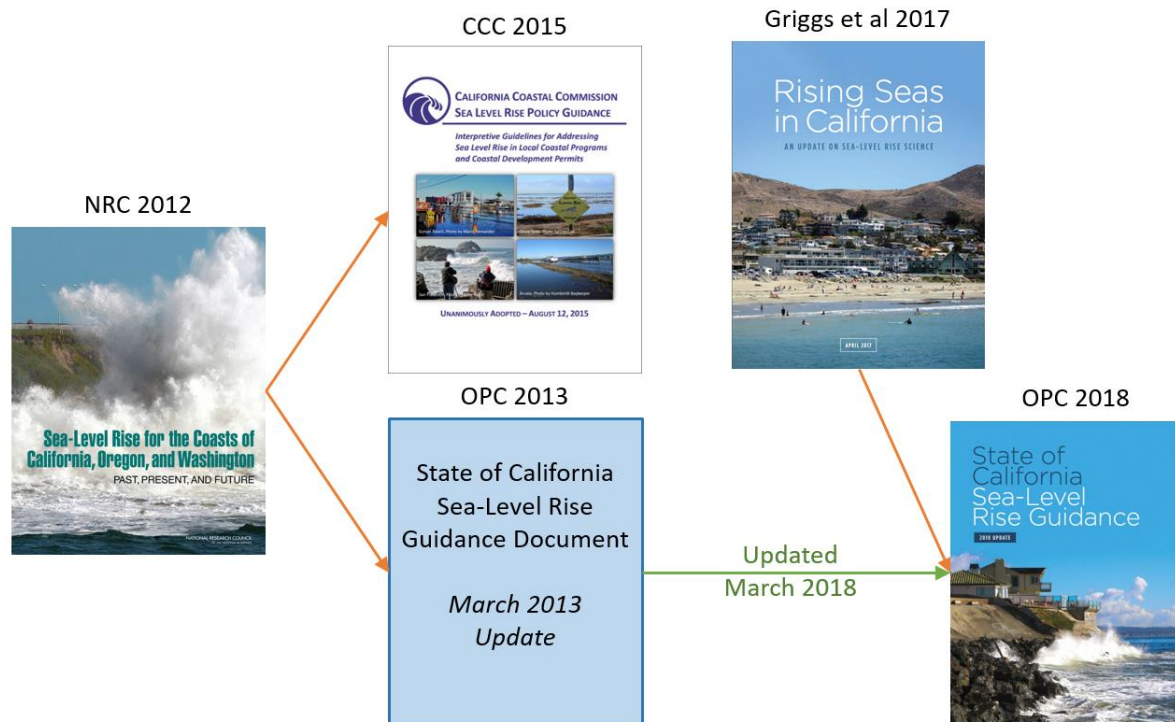 CCC 2015
Griggs et al 2017
CALIFORNIA COASTAL COMMISSION
SEA LEVEL RISE POLICY GUIDANCE
Interpretive Guidelines for Addressing
Sea Level Rise in Local Coastal Programs
and Coastal Development Permits
UNANIMOUSLY ADOPTED – AUGUST 12, 2015
Rising Seas
in California
AN UPDATE ON SEA-LEVEL RISE SCIENCE
APRIL 2017
NRC 2012
Sea-Level Rise for the Coasts of
California, Oregon, and Washington
PAST, PRESENT, AND FUTURE
NATIONAL RESEARCH COUNCIL
OPC 2013
State of California
Sea-Level Rise
Guidance Document
March 2013
Update
Updated
March 2018
OPC 2018
State of
California
Sea-Level
Rise Guidance
2018 UPDATE